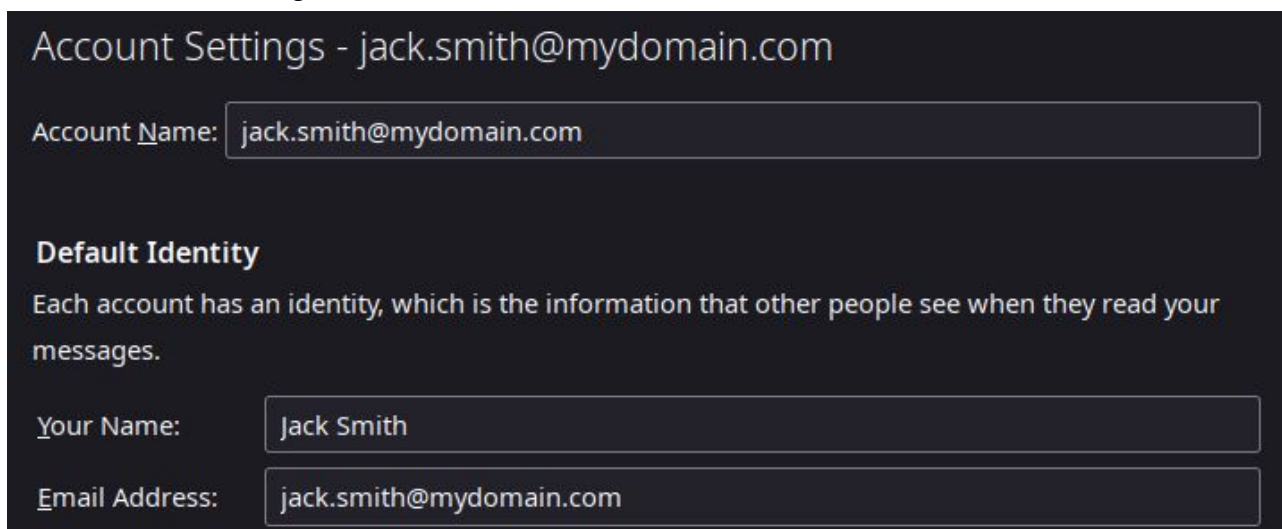 Account Settings - jack.smith@mydomain.com
Account Name: jack.smith@mydomain.com
Default Identity
Each account has an identity, which is the information that other people see when they read your
messages.
Your Name: Jack Smith
Email Address: jack.smith@mydomain.com